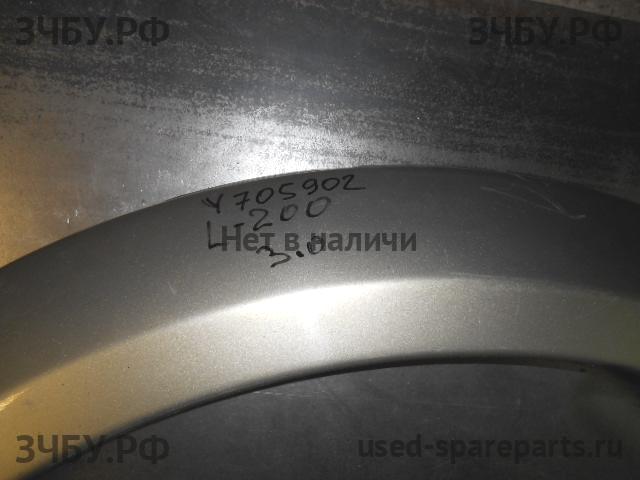 ЗЧБУ.РФ ЗЧБУ.РФ
Y705902
L-200
Нет в наличи
3.0
ЗЧБУ.РФ used-spareparts.ru